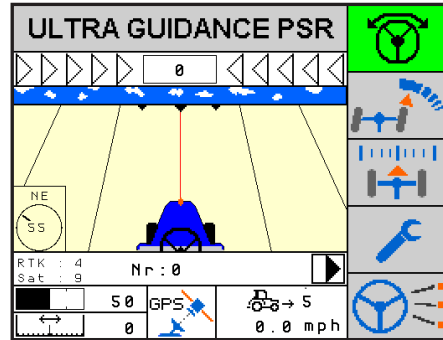 ULTRA GUIDANCE PSR
0
NE
SS
RTK : 4
Sat : 9
Nr:0
50
GPS
→ 5
0
0.0 mph